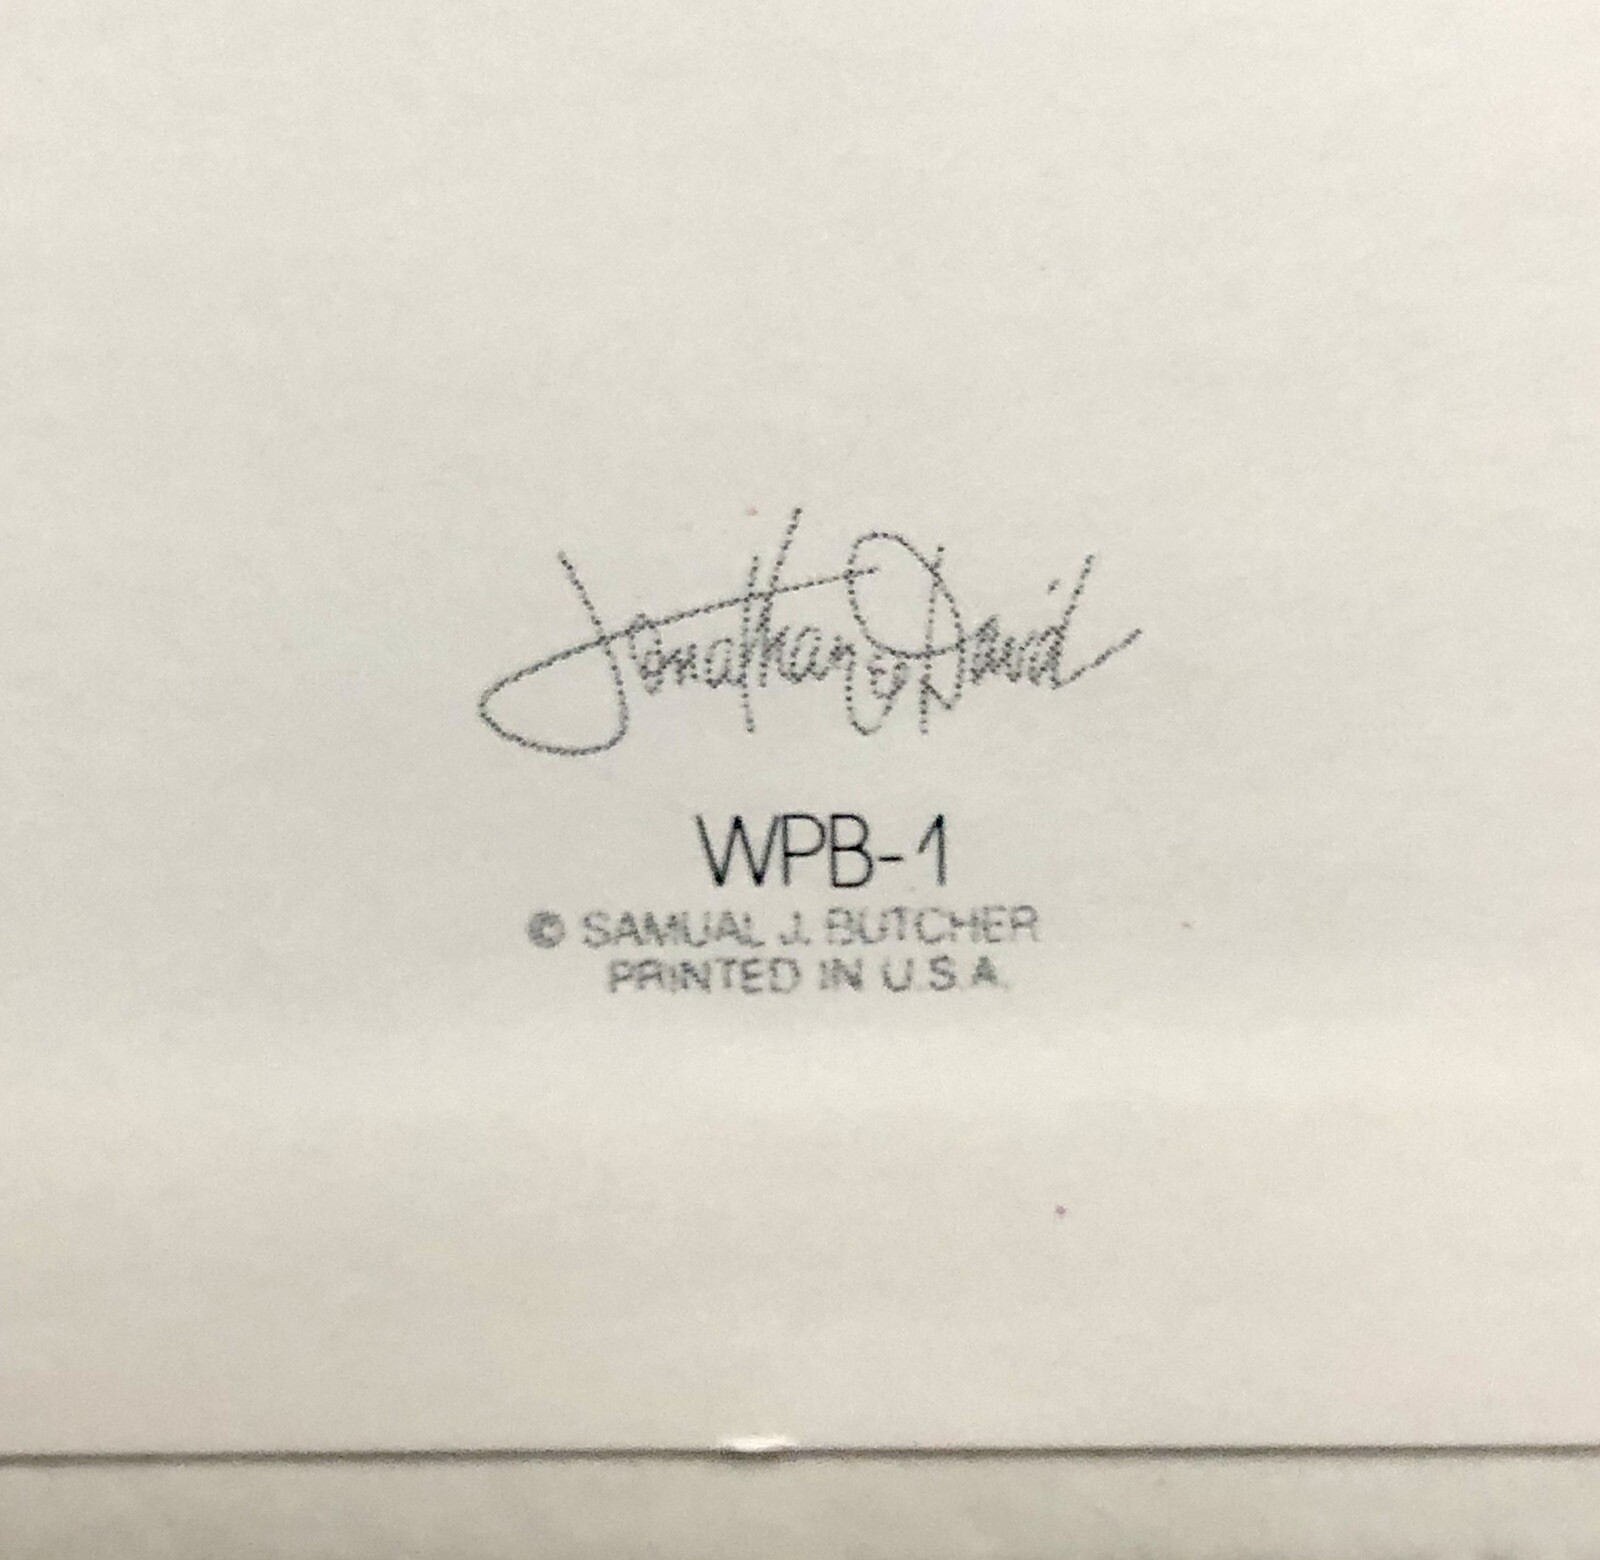 Jonathan & David
WPB-1
© SAMUAL J. BUTCHER
PRINTED IN U.S.A.